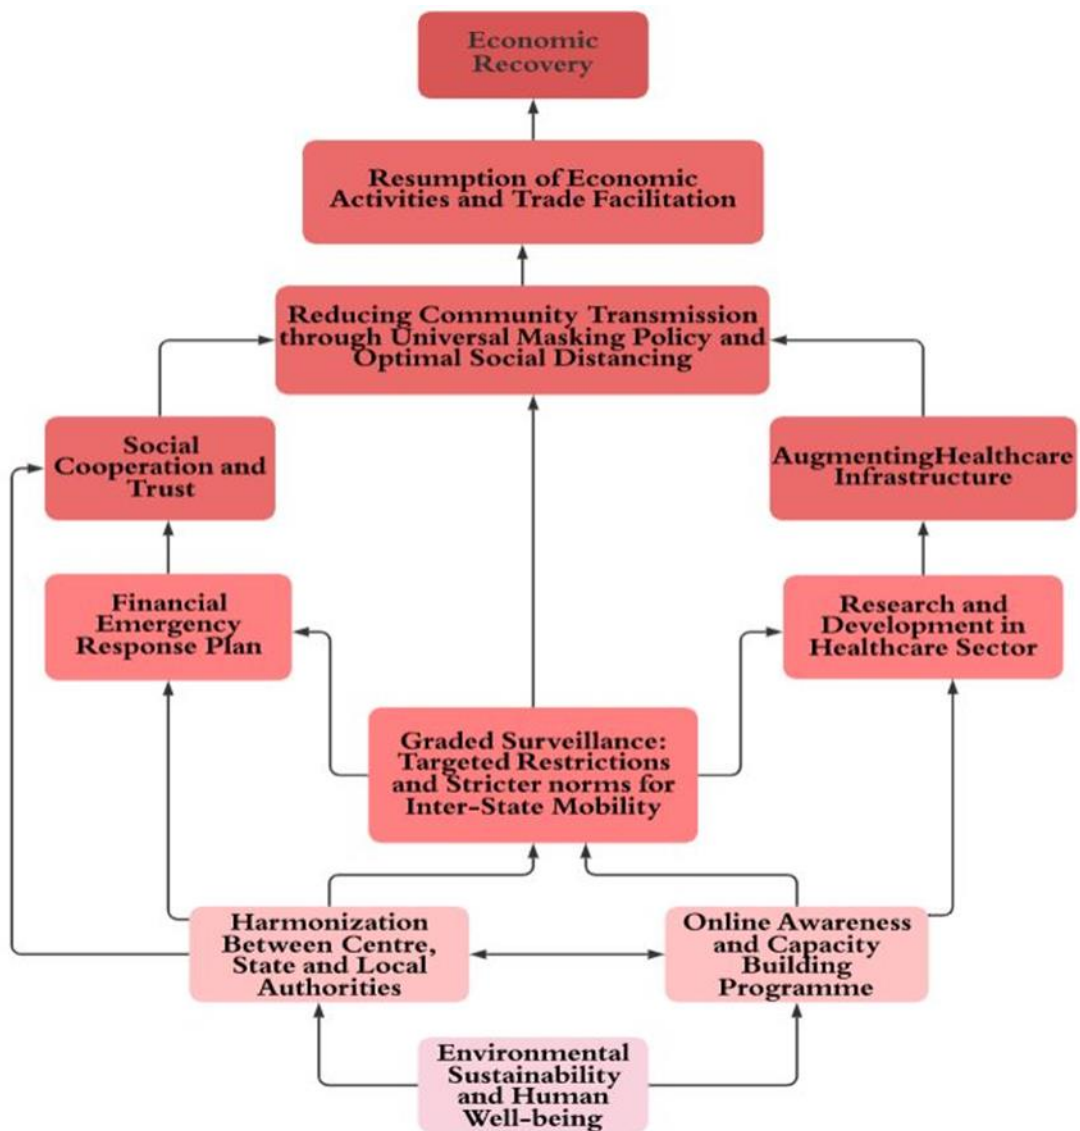 Economic
Recovery
Resumption of Economic
Activities and Trade Facilitation
Reducing Community Transmission
through Universal Masking Policy and
Optimal Social Distancing
Social
Cooperation and
Trust
AugmentingHealthcare
Infrastructure
Financial
Emergency
Response Plan
Research and
Development in
Healthcare Sector
Graded Surveillance:
Targeted Restrictions
and Stricter norms for
Inter-State Mobility
Harmonization
Between Centre,
State and Local
Authorities
Online Awareness
and Capacity
Building
Programme
Environmental
Sustainability
and Human
Well-being